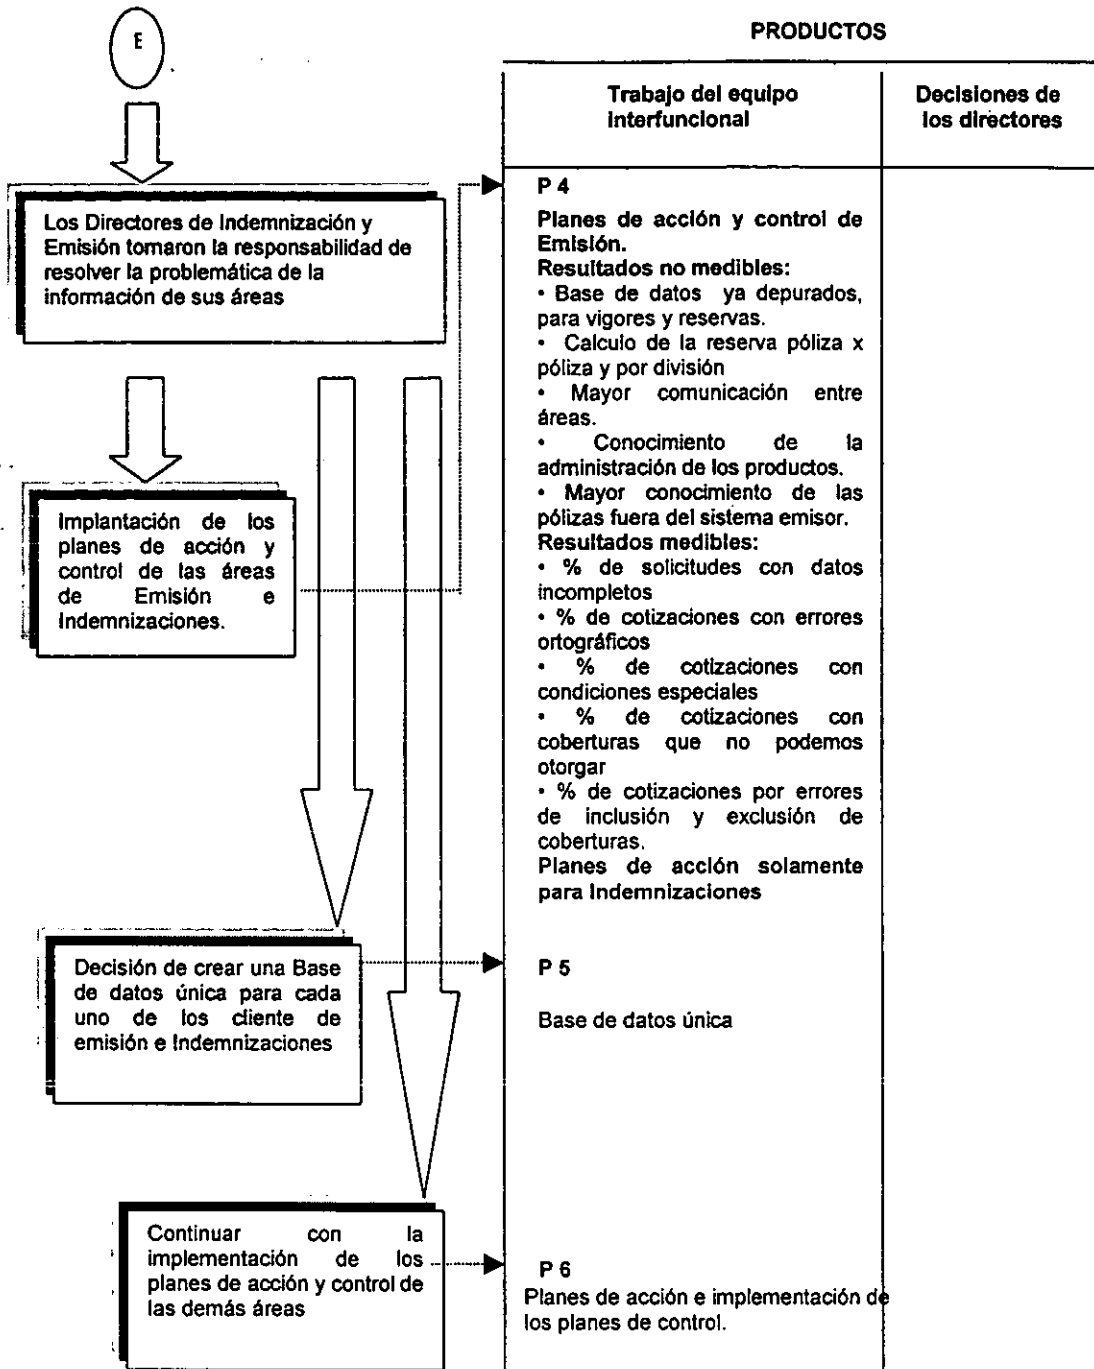 E
PRODUCTOS
Trabajo del equipo
interfuncional
Decisiones de
los directores
Los Directores de Indemnización y
Emisión tomaron la responsabilidad de
resolver la problemática de la
información de sus áreas
Implantación de los
planes de acción y
control de las áreas
de Emisión e
Indemnizaciones.
Decisión de crear una Base
de datos única para cada
uno de los cliente de
emisión e Indemnizaciones
Continuar con la
implementación de los
planes de acción y control de
las demás áreas
P 4
Planes de acción y control de
Emisión.
Resultados no medibles:
• Base de datos ya depurados,
para vigores y reservas.
• Calculo de la reserva póliza x
póliza y por división
• Mayor comunicación entre
áreas.
• Conocimiento de la
administración de los productos.
• Mayor conocimiento de las
pólizas fuera del sistema emisor.
Resultados medibles:
• % de solicitudes con datos
incompletos
• % de cotizaciones con errores
ortográficos
• % de cotizaciones con
condiciones especiales
• % de cotizaciones con
coberturas que no podemos
otorgar
• % de cotizaciones por errores
de inclusión y exclusión de
coberturas.
Planes de acción solamente
para Indemnizaciones
P 5
Base de datos única
P 6
Planes de acción e implementación de
los planes de control.